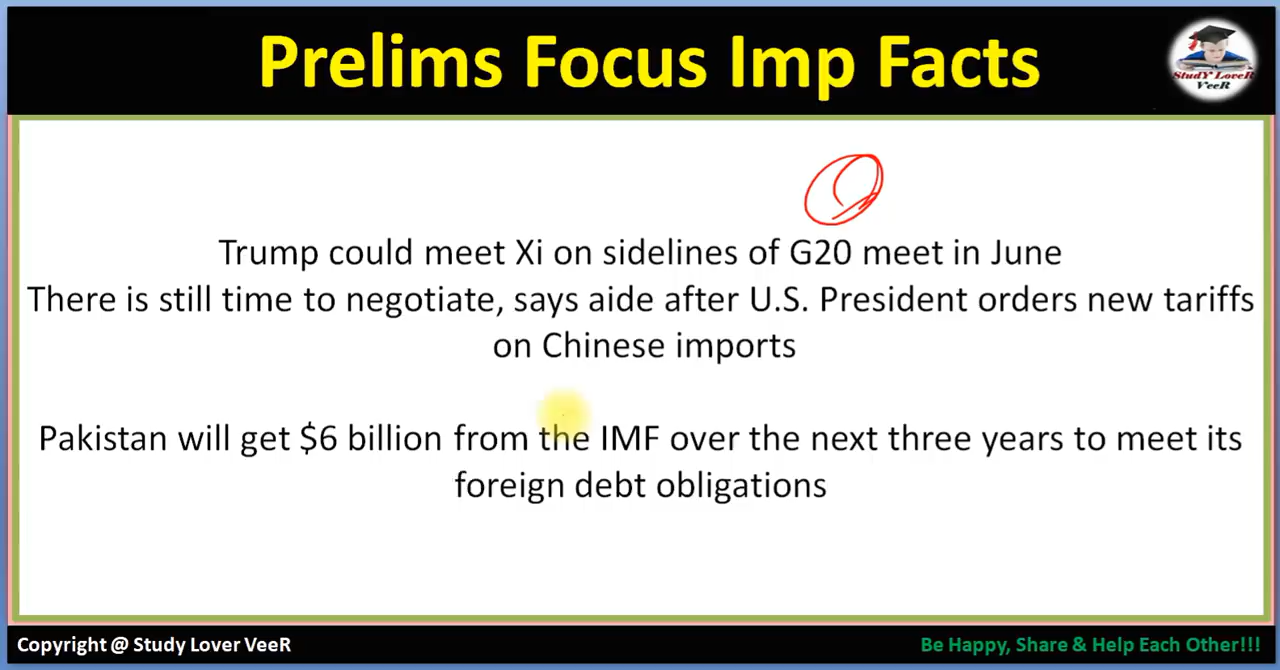 Prelims Focus Imp Facts
StudY LoveR
VeeR
Trump could meet Xi on sidelines of G20 meet in June
There is still time to negotiate, says aide after U.S. President orders new tariffs
on Chinese imports
Pakistan will get $6 billion from the IMF over the next three years to meet its
foreign debt obligations
Copyright @ Study Lover VeeR
Be Happy, Share & Help Each Other!!!